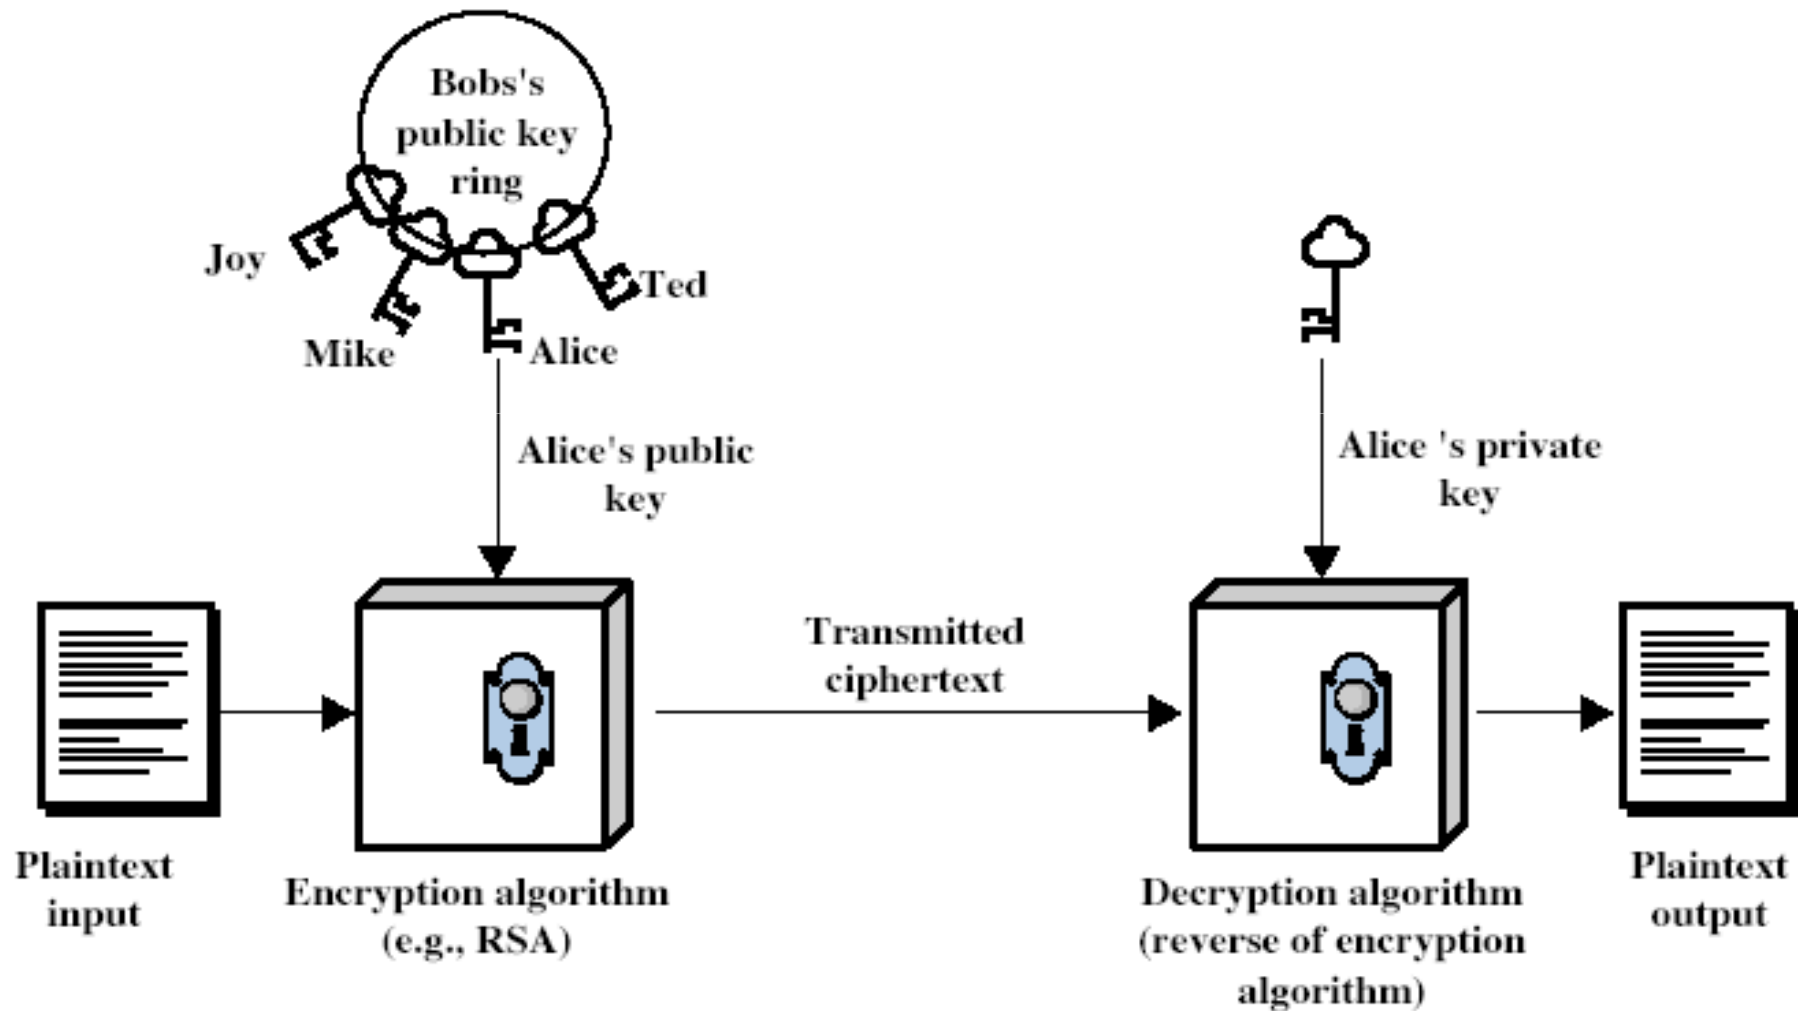 Bobs's
public key
ring
Joy
Mike
Alice
Ted
Alice's public
key
Alice 's private
key
Transmitted
ciphertext
Plaintext
input
Encryption algorithm
(e.g., RSA)
Decryption algorithm
(reverse of encryption
algorithm)
Plaintext
output